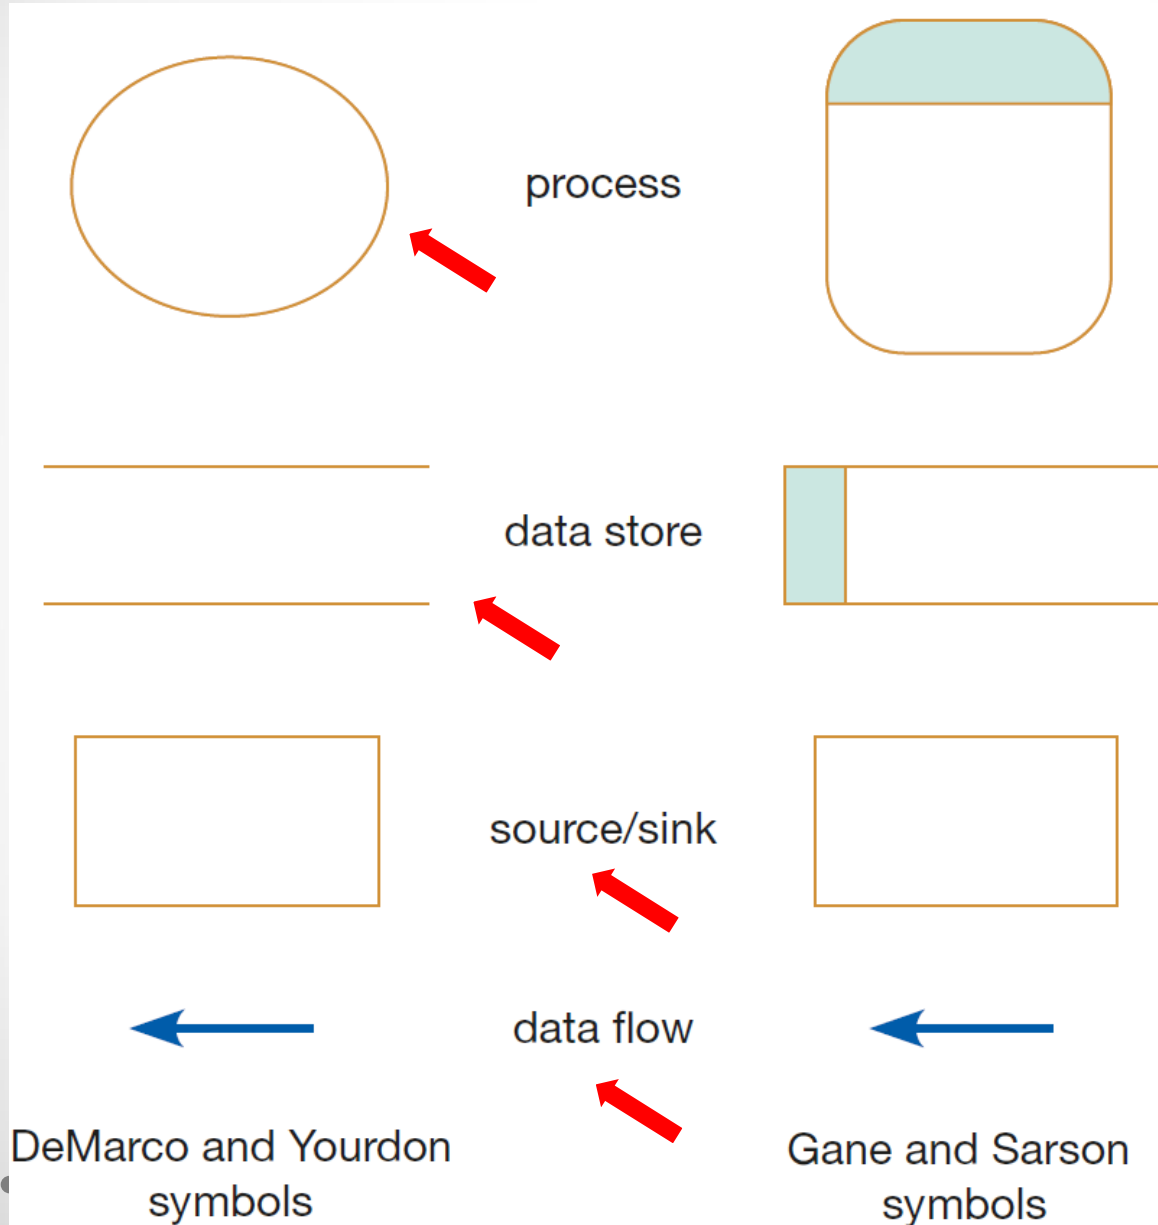 process
data store
source/sink
data flow
DeMarco and Yourdon
symbols
Gane and Sarson
symbols